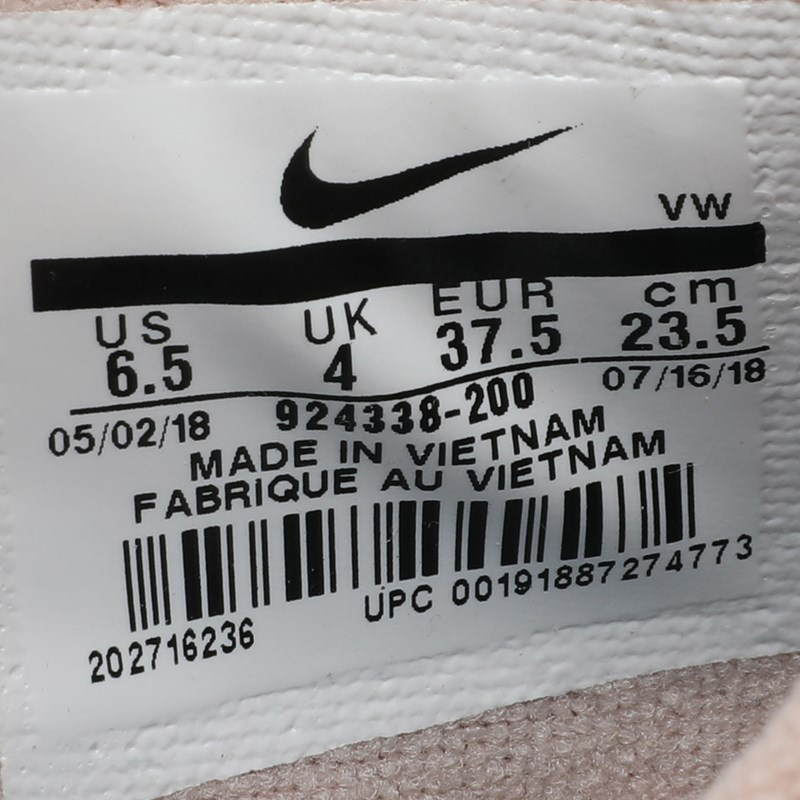 VW
US UK EUR cm
6.5 4 37.5 23.5
05/02/18 924338-200 07/16/18
MADE IN VIETNAM
FABRIQUE AU VIETNAM
202716236 UPC 00191887274773